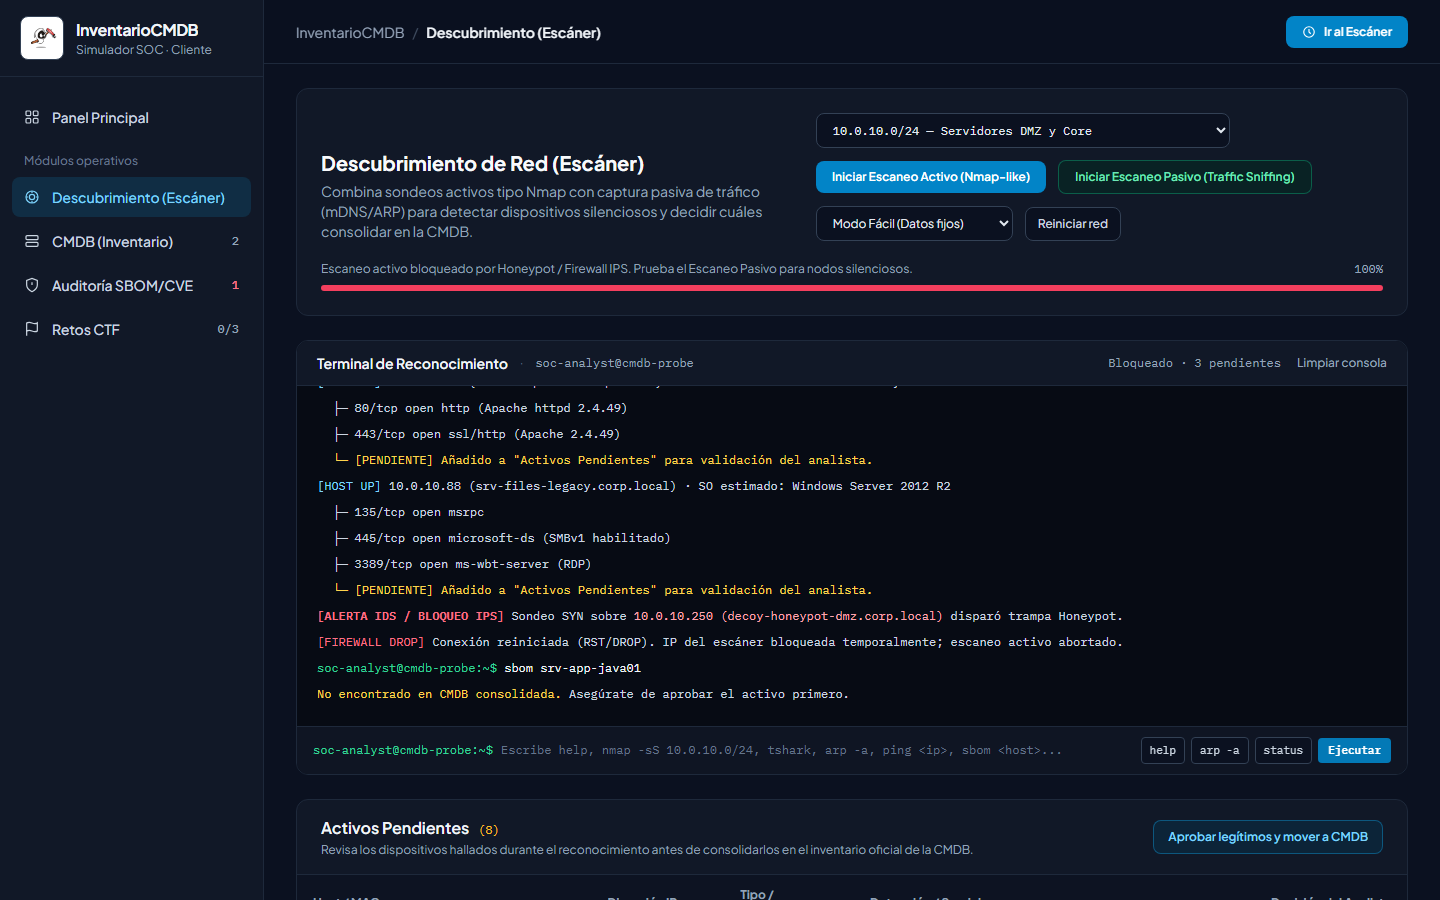 InventarioCMDB
Simulador SOC · Cliente
Panel Principal
Módulos operativos
Descubrimiento (Escáner)
CMDB (Inventario) 2
Auditoría SBOM/CVE 1
Retos CTF 0/3
InventarioCMDB / Descubrimiento (Escáner)
Ir al Escáner
Descubrimiento de Red (Escáner)
Combina sondeos activos tipo Nmap con captura pasiva de tráfico
(mDNS/ARP) para detectar dispositivos silenciosos y decidir cuáles
consolidar en la CMDB.
10.0.10.0/24 — Servidores DMZ y Core
Iniciar Escaneo Activo (Nmap-like)
Iniciar Escaneo Pasivo (Traffic Sniffing)
Modo Fácil (Datos fijos)
Reiniciar red
Escaneo activo bloqueado por Honeypot / Firewall IPS. Prueba el Escaneo Pasivo para nodos silenciosos. 100%
Terminal de Reconocimiento · soc-analyst@cmdb-probe
Bloqueado · 3 pendientes
Limpiar consola
├─ 80/tcp open http (Apache httpd 2.4.49)
├─ 443/tcp open ssl/http (Apache 2.4.49)
└─ [PENDIENTE] Añadido a "Activos Pendientes" para validación del analista.
[HOST UP] 10.0.10.88 (srv-files-legacy.corp.local) · SO estimado: Windows Server 2012 R2
├─ 135/tcp open msrpc
├─ 445/tcp open microsoft-ds (SMBv1 habilitado)
├─ 3389/tcp open ms-wbt-server (RDP)
└─ [PENDIENTE] Añadido a "Activos Pendientes" para validación del analista.
[ALERTA IDS / BLOQUEO IPS] Sondeo SYN sobre 10.0.10.250 (decoy-honeypot-dmz.corp.local) disparó trampa Honeypot.
[FIREWALL DROP] Conexión reiniciada (RST/DROP). IP del escáner bloqueada temporalmente; escaneo activo abortado.
soc-analyst@cmdb-probe:~$ sbom srv-app-java01
No encontrado en CMDB consolidada. Asegúrate de aprobar el activo primero.
soc-analyst@cmdb-probe:~$ Escribe help, nmap -sS 10.0.10.0/24, tshark, arp -a, ping <ip>, sbom <host>...
help
arp -a
status
Ejecutar
Activos Pendientes (8)
Revisa los dispositivos hallados durante el reconocimiento antes de consolidarlos en el inventario oficial de la CMDB.
Aprobar legítimos y mover a CMDB
Tipo /